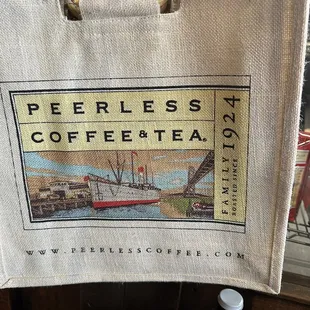 PEERLESS
COFFEE & TEA®
FAMILY
ROASTED SINCE
1924
WWW.PEERLESSCOFFEE.COM